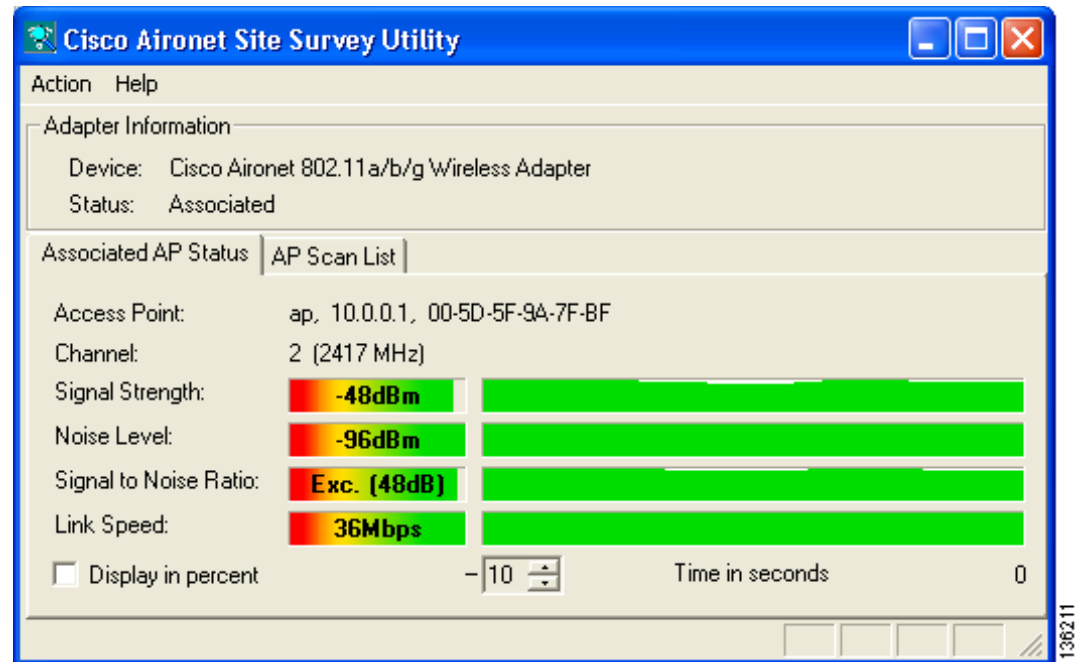 Cisco Aironet Site Survey Utility
Action Help
Adapter Information
Device: Cisco Aironet 802.11a/b/g Wireless Adapter
Status: Associated
Associated AP Status AP Scan List
Access Point: ap, 10.0.0.1, 00-5D-5F-9A-7F-BF
Channel: 2 (2417 MHz)
Signal Strength: -48dBm
Noise Level: -96dBm
Signal to Noise Ratio: Exc. (48dB)
Link Speed: 36Mbps
Display in percent - 10 Time in seconds 0
136211